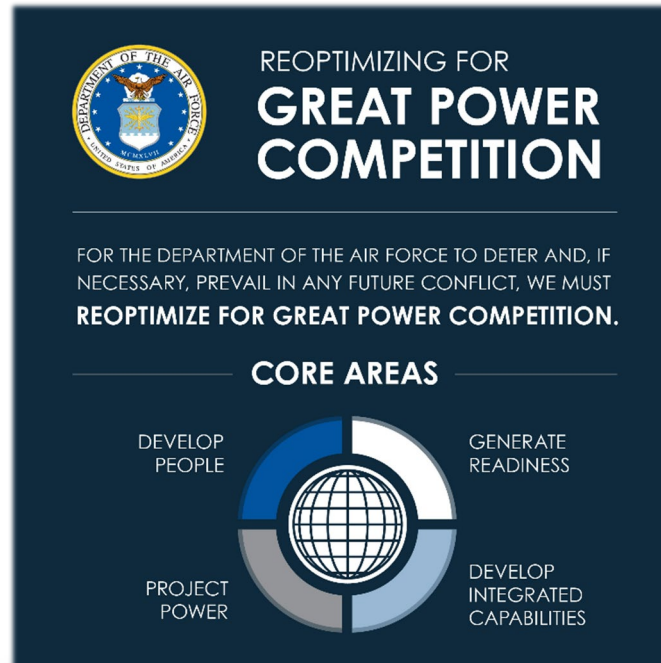 DEPARTMENT OF THE AIR FORCE
MCMXLVII
UNITED STATES OF AMERICA
REOPTIMIZING FOR
GREAT POWER
COMPETITION
FOR THE DEPARTMENT OF THE AIR FORCE TO DETER AND, IF
NECESSARY, PREVAIL IN ANY FUTURE CONFLICT, WE MUST
REOPTIMIZE FOR GREAT POWER COMPETITION.
CORE AREAS
DEVELOP
PEOPLE
GENERATE
READINESS
PROJECT
POWER
DEVELOP
INTEGRATED
CAPABILITIES